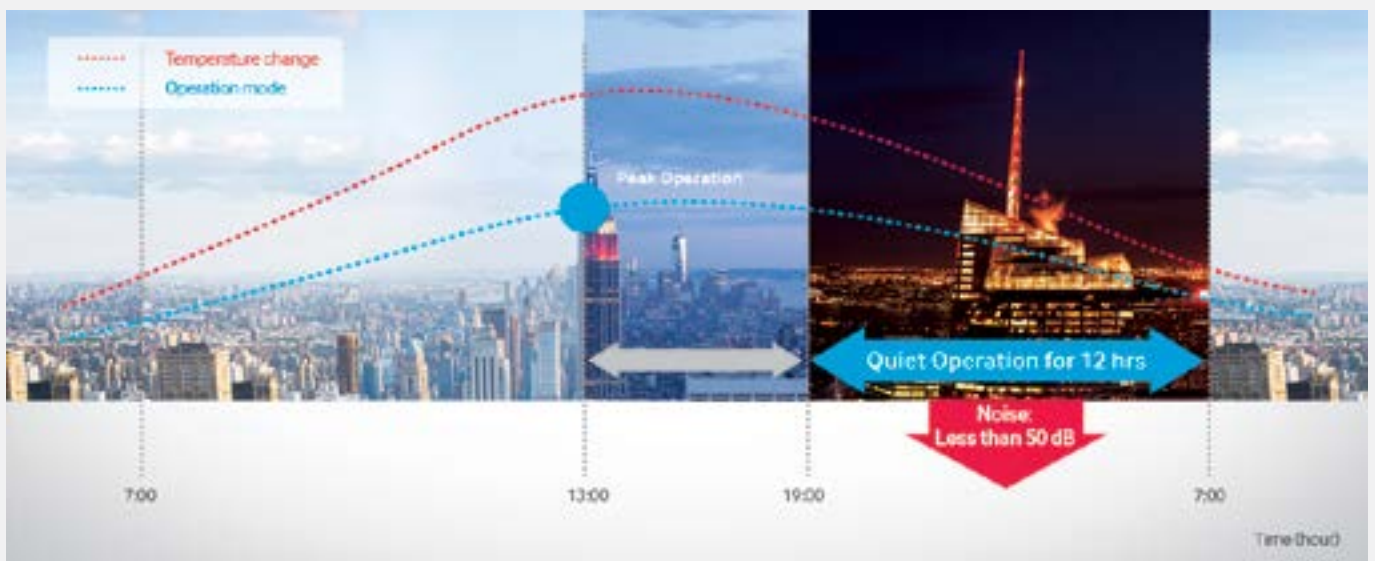 Temperature change
Operation mode
Peak Operation
Quiet Operation for 12 hrs
Noise:
Less than 50 dB
7:00
13:00
19:00
7:00
Time(hour)